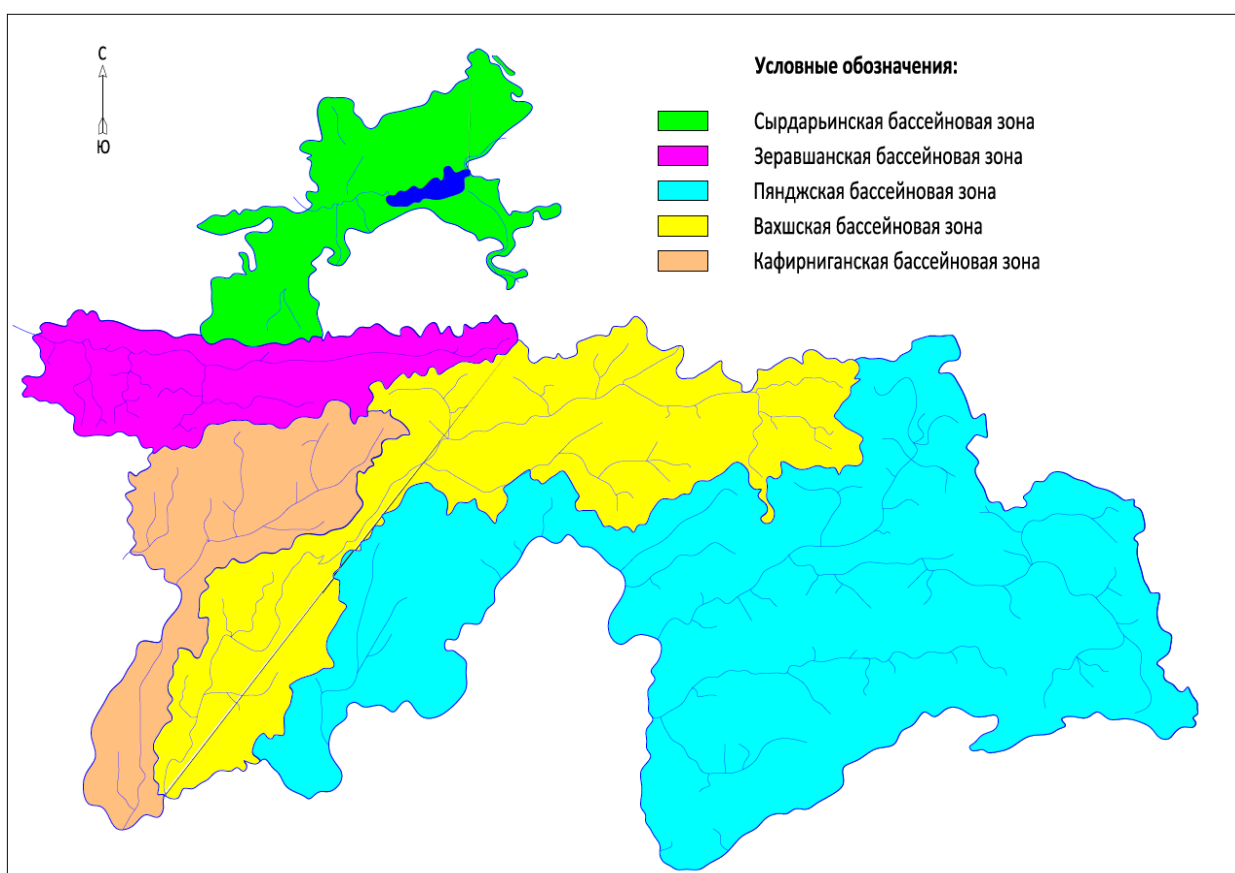 С
Ю
Условные обозначения:
Сырдарьинская бассейновая зона
Зеравшанская бассейновая зона
Пянджская бассейновая зона
Вахшская бассейновая зона
Кафирниганская бассейновая зона